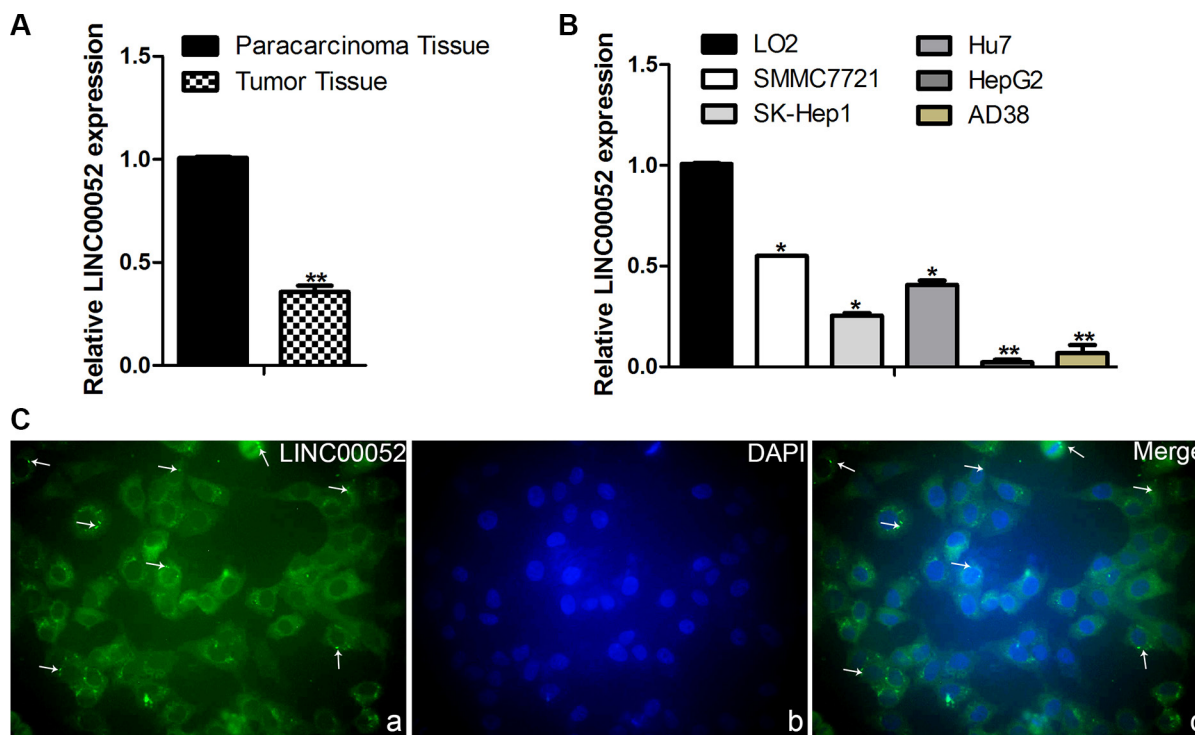 A
Relative LINC00052 expression
Paracarcinoma Tissue
Tumor Tissue
1.5
1.0
0.5
0.0
**
B
Relative LINC00052 expression
LO2
SMMC7721
SK-Hep1
Hu7
HepG2
AD38
1.5
1.0
0.5
0.0
*
*
*
**
**
C
LINC00052
a
DAPI
b
Merge